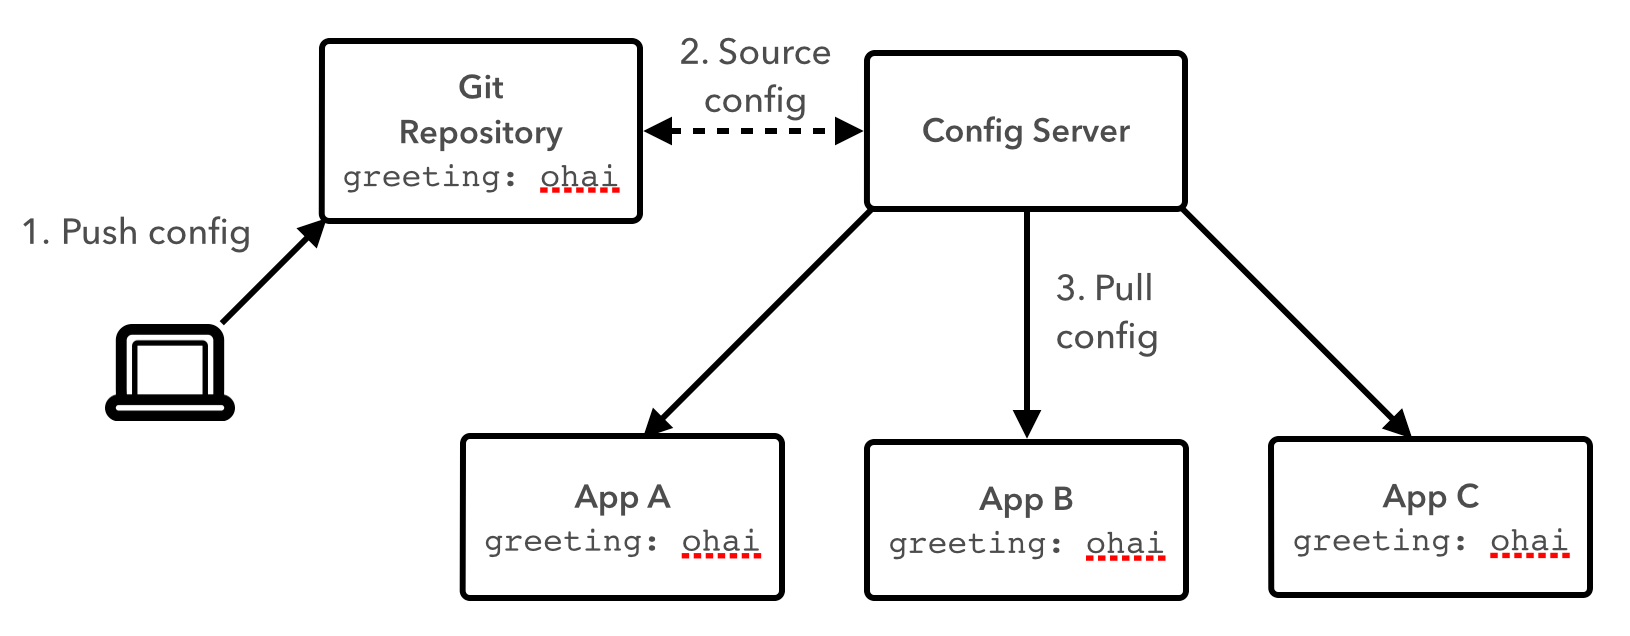 Git
Repository
greeting: ohai
2. Source
config
Config Server
1. Push config
3. Pull
config
App A
greeting: ohai
App B
greeting: ohai
App C
greeting: ohai